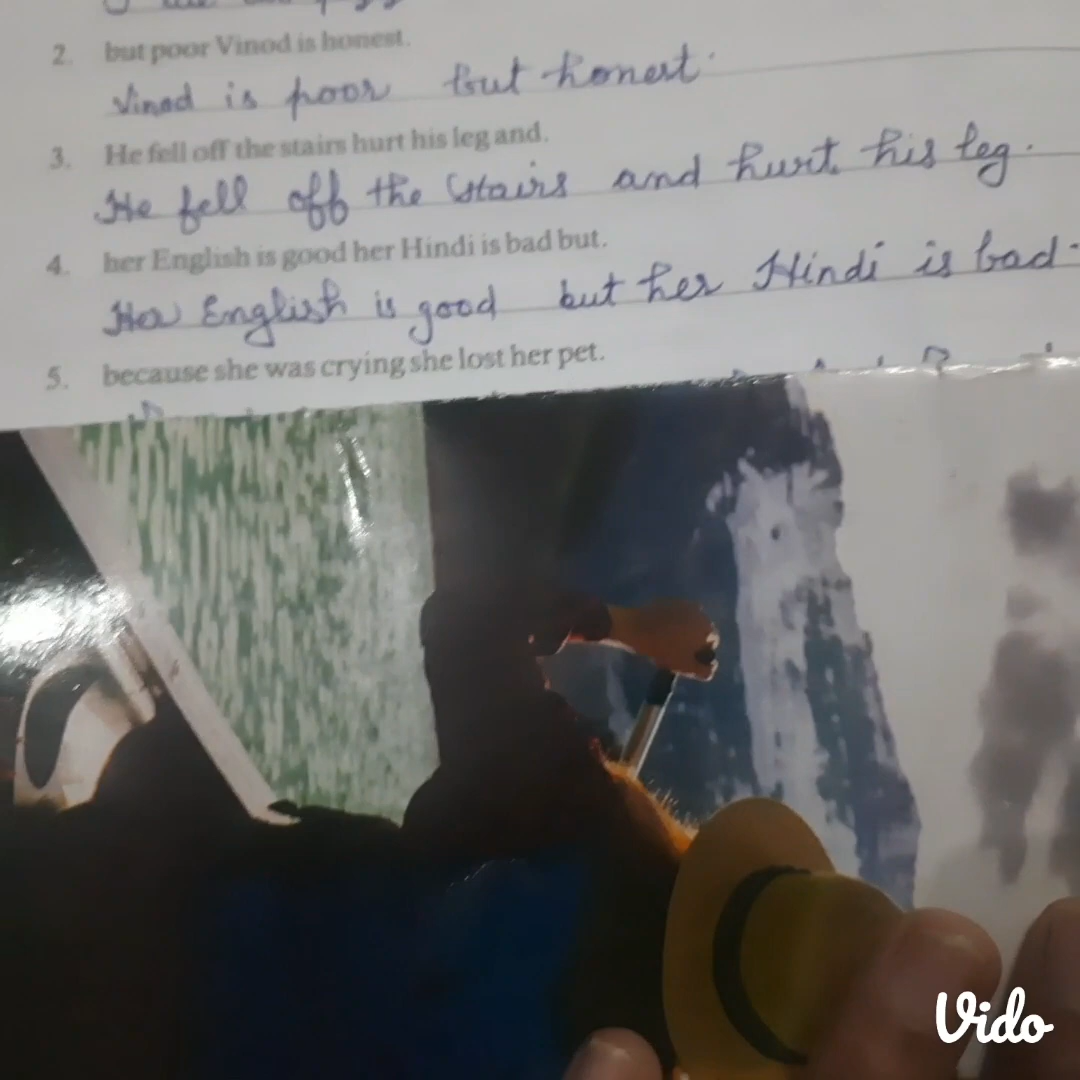 2. but poor Vinod is honest.
Vinod is poor but honest.
3. He fell off the stairs hurt his leg and.
He fell off the stairs and hurt his leg.
4. her English is good her Hindi is bad but.
Her English is good but her Hindi is bad.
5. because she was crying she lost her pet.
Vido